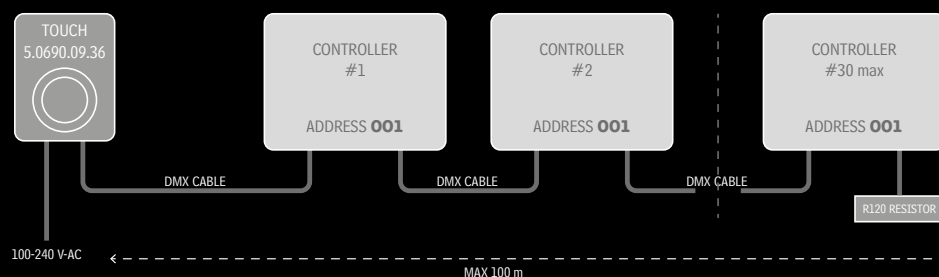 TOUCH
5.0690.09.36
CONTROLLER
#1
ADDRESS 001
CONTROLLER
#2
ADDRESS 001
CONTROLLER
#30 max
ADDRESS 001
DMX CABLE
DMX CABLE
DMX CABLE
R120 RESISTOR
100-240 V-AC
MAX 100 m